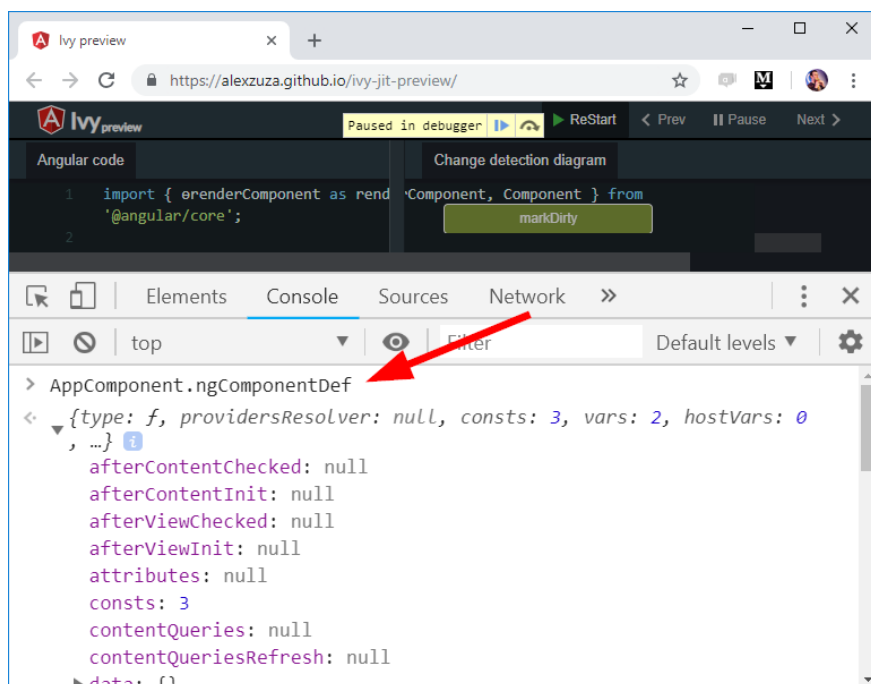 Ivy preview
https://alexzuza.github.io/ivy-jit-preview/
Ivy preview
Paused in debugger
ReStart
Prev
Pause
Next
Angular code
Change detection diagram
1 import { ɵrenderComponent as rend
rComponent, Component } from
'@angular/core';
markDirty
2
Elements Console Sources Network »
top Filter Default levels
> AppComponent.ngComponentDef
{type: ƒ, providersResolver: null, consts: 3, vars: 2, hostVars: 0
, …} i
afterContentChecked: null
afterContentInit: null
afterViewChecked: null
afterViewInit: null
attributes: null
consts: 3
contentQueries: null
contentQueriesRefresh: null
data: {}